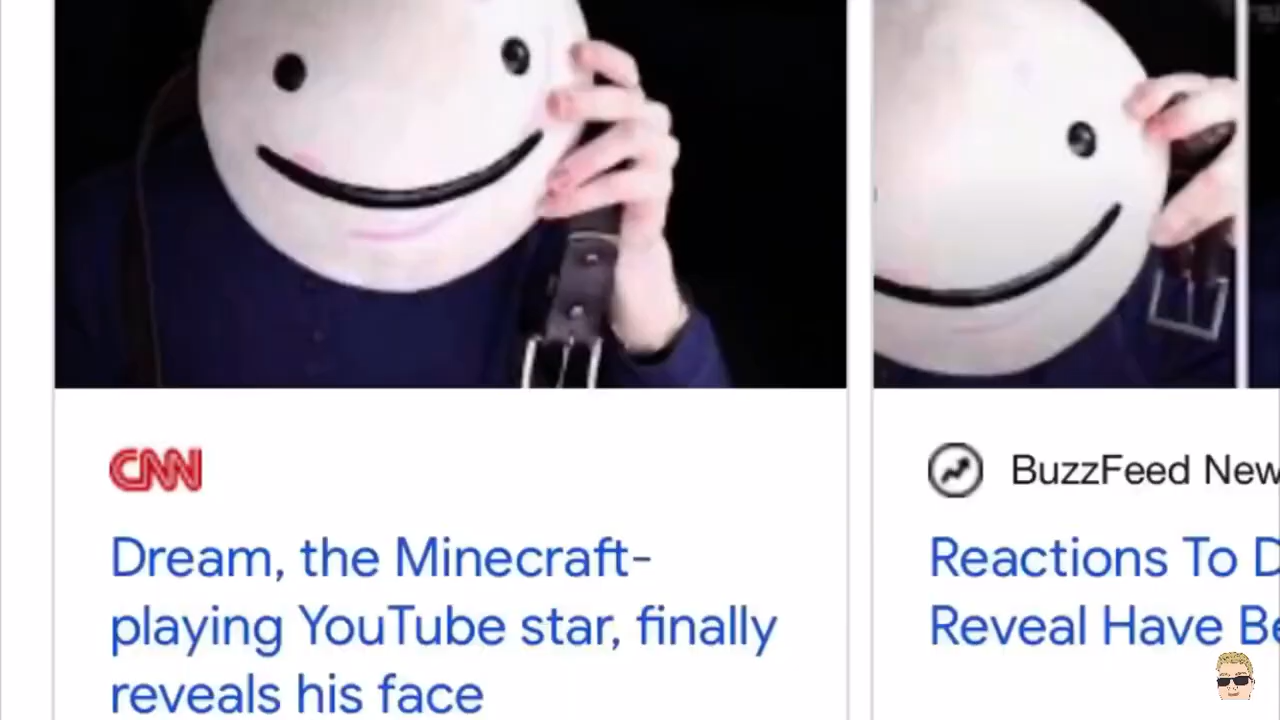 CNN
Dream, the Minecraft-
playing YouTube star, finally
reveals his face
BuzzFeed New
Reactions To D
Reveal Have Be